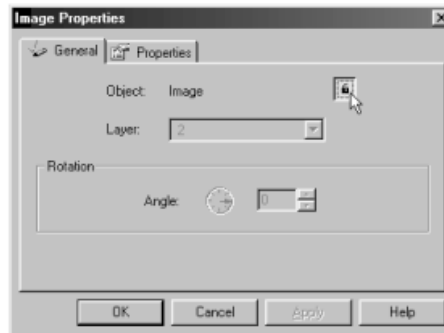 Image Properties
General Properties
Object: Image
Layer: 2
Rotation
Angle: 0
OK Cancel Apply Help